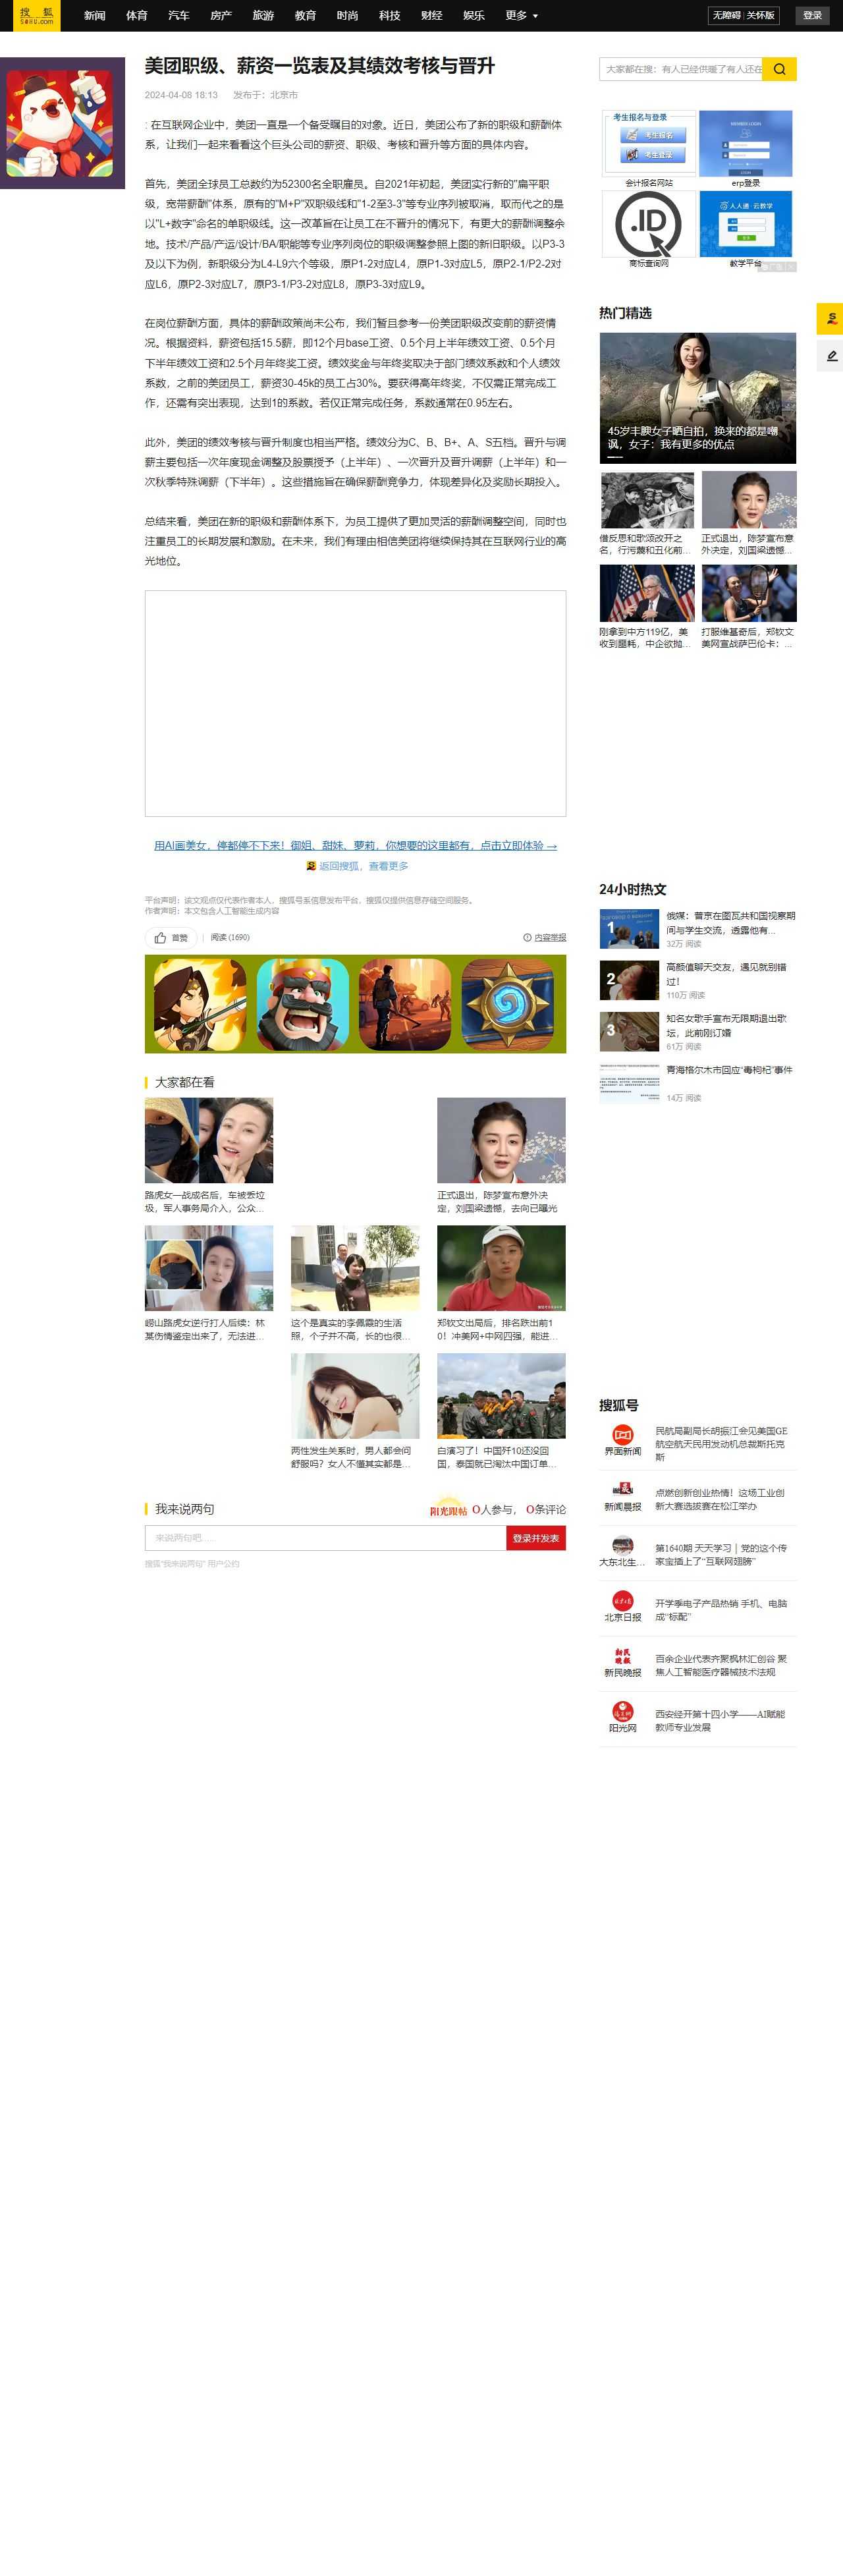 搜狐
SOHU.com
新闻 体育 汽车 房产 旅游 教育 时尚 科技 财经 娱乐 更多
无障碍 关怀版
登录
美团职级、薪资一览表及其绩效考核与晋升
2024-04-08 18:13 发布于：北京市
: 在互联网企业中，美团一直是一个备受瞩目的对象。近日，美团公布了新的职级和薪酬体
系，让我们一起来看看这个巨头公司的薪资、职级、考核和晋升等方面的具体内容。
首先，美团全球员工总数约为52300名全职雇员。自2021年初起，美团实行新的"扁平职
级，宽带薪酬"体系，原有的"M+P"双职级线和"1-2至3-3"等专业序列被取消，取而代之的是
以"L+数字"命名的单职级线。这一改革旨在让员工在不晋升的情况下，有更大的薪酬调整余
地。技术/产品/产运/设计/BA/职能等专业序列岗位的职级调整参照上图的新旧职级。以P3-3
及以下为例，新职级分为L4-L9六个等级，原P1-2对应L4，原P1-3对应L5，原P2-1/P2-2对
应L6，原P2-3对应L7，原P3-1/P3-2对应L8，原P3-3对应L9。
在岗位薪酬方面，具体的薪酬政策尚未公布，我们暂且参考一份美团职级改变前的薪资情
况。根据资料，薪资包括15.5薪，即12个月base工资、0.5个月上半年绩效工资、0.5个月
下半年绩效工资和2.5个月年终奖工资。绩效奖金与年终奖取决于部门绩效系数和个人绩效
系数，之前的美团员工，薪资30-45k的员工占30%。要获得高年终奖，不仅需正常完成工
作，还需有突出表现，达到1的系数。若仅正常完成任务，系数通常在0.95左右。
此外，美团的绩效考核与晋升制度也相当严格。绩效分为C、B、B+、A、S五档。晋升与调
薪主要包括一次年度现金调整及股票授予（上半年）、一次晋升及晋升调薪（上半年）和一
次秋季特殊调薪（下半年）。这些措施旨在确保薪酬竞争力，体现差异化及奖励长期投入。
总结来看，美团在新的职级和薪酬体系下，为员工提供了更加灵活的薪酬调整空间，同时也
注重员工的长期发展和激励。在未来，我们有理由相信美团将继续保持其在互联网行业的高
光地位。
用AI画美女，停都停不下来！御姐、甜妹、萝莉，你想要的这里都有，点击立即体验 →
返回搜狐，查看更多
平台声明：该文观点仅代表作者本人，搜狐号系信息发布平台，搜狐仅提供信息存储空间服务。
作者声明：本文包含人工智能生成内容
首赞 阅读 (1690)
内容举报
大家都在看
路虎女一战成名后，车被丢垃
圾，军人事务局介入，公众...
正式退出，陈梦宣布意外决
定，刘国梁遗憾，去向已曝光
崂山路虎女逆行打人后续：林
某伤情鉴定出来了，无法进...
这个是真实的李佩霞的生活
照，个子并不高，长的也很...
郑钦文出局后，排名跌出前1
0！冲美网+中网四强，能进...
两性发生关系时，男人都会问
舒服吗？女人不懂其实都是...
白演习了！中国歼10还没回
国，泰国就已淘汰中国订单...
我来说两句
阳光跟帖 0人参与， 0条评论
来说两句吧......
登录并发表
搜狐“我来说两句” 用户公约
大家都在搜：有人已经供暖了有人还在
考生报名与登录
考生报名
考生登录
会计报名网站
MEMBER LOGIN
LOGIN
erp登录
.ID
商标查询网
人人通·云教学
教学平台
热门精选
45岁丰腴女子晒自拍，换来的都是嘲
讽，女子：我有更多的优点
借反思和歌颂改开之
名，行污蔑和丑化前...
正式退出，陈梦宣布意
外决定，刘国梁遗憾...
刚拿到中方119亿，美
收到噩耗，中企欲抛...
打服维基奇后，郑钦文
美网宣战萨巴伦卡：...
24小时热文
1
俄媒：普京在图瓦共和国视察期
间与学生交流，透露他有...
32万 阅读
2
高颜值聊天交友，遇见就别错
过！
110万 阅读
3
知名女歌手宣布无限期退出歌
坛，此前刚订婚
61万 阅读
青海格尔木市回应“毒枸杞”事件
14万 阅读
搜狐号
界面新闻
民航局副局长胡振江会见美国GE
航空航天民用发动机总裁斯托克
斯
新闻晨报
点燃创新创业热情！这场工业创
新大赛选拔赛在松江举办
大东北生...
第1640期 天天学习｜党的这个传
家宝插上了“互联网翅膀”
北京日报
开学季电子产品热销 手机、电脑
成“标配”
新民晚报
百余企业代表齐聚枫林汇创谷 聚
焦人工智能医疗器械技术法规
阳光网
西安经开第十四小学——AI赋能
教师专业发展